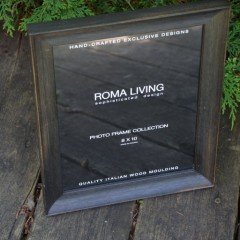 HAND-CRAFTED EXCLUSIVE DESIGNS
ROMA LIVING
sophisticated design
PHOTO FRAME COLLECTION
8 X 10
QUALITY ITALIAN WOOD MOULDING